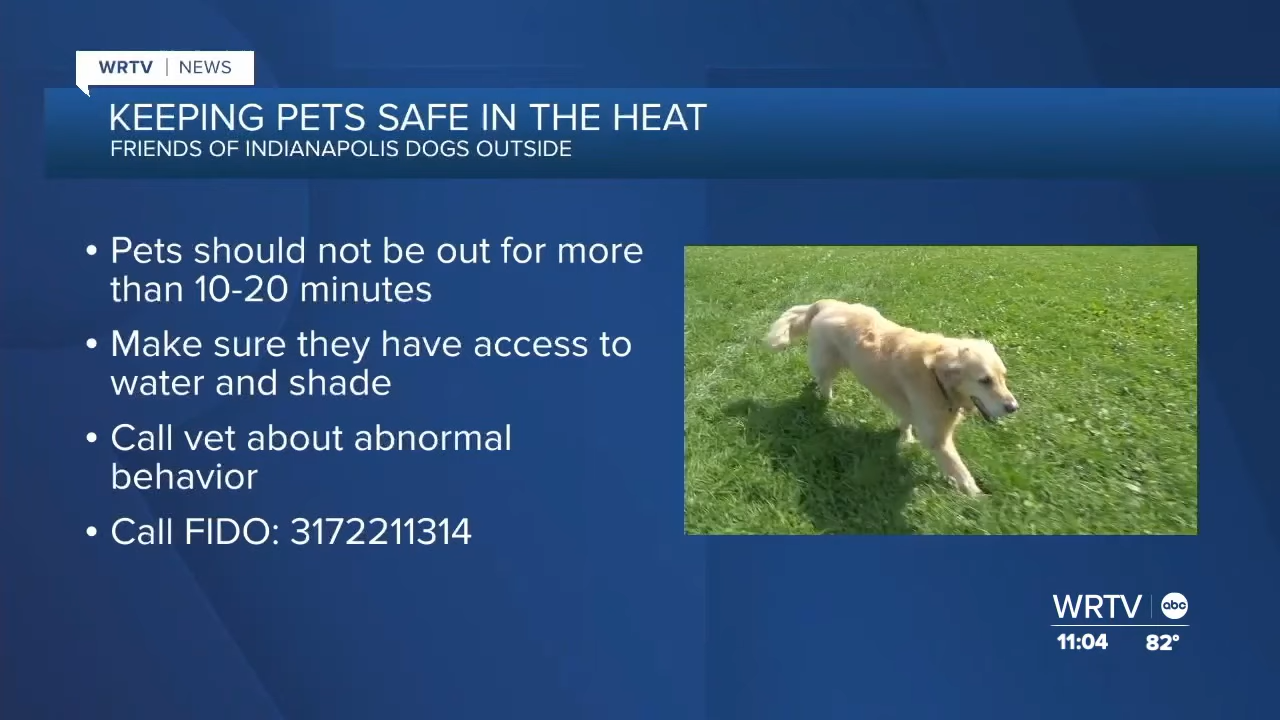 WRTV | NEWS
KEEPING PETS SAFE IN THE HEAT
FRIENDS OF INDIANAPOLIS DOGS OUTSIDE
• Pets should not be out for more
than 10-20 minutes
• Make sure they have access to
water and shade
• Call vet about abnormal
behavior
• Call FIDO: 3172211314
WRTV | abc
11:04 82°